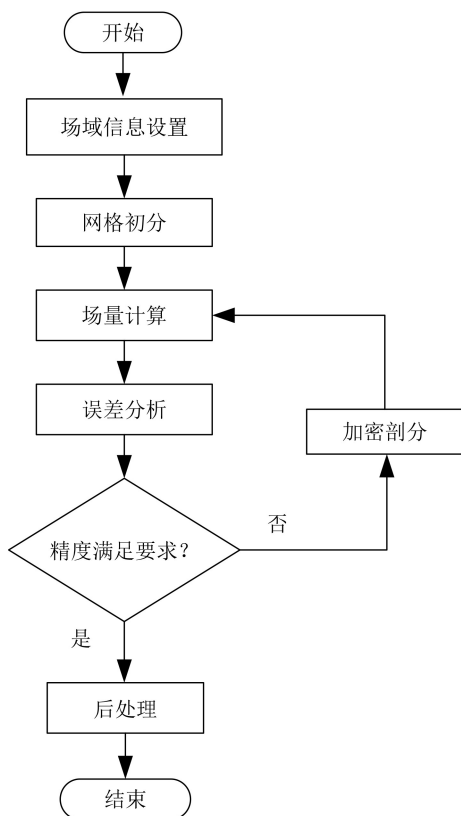 开始
场域信息设置
网格初分
场量计算
误差分析
加密剖分
精度满足要求？
否
是
后处理
结束